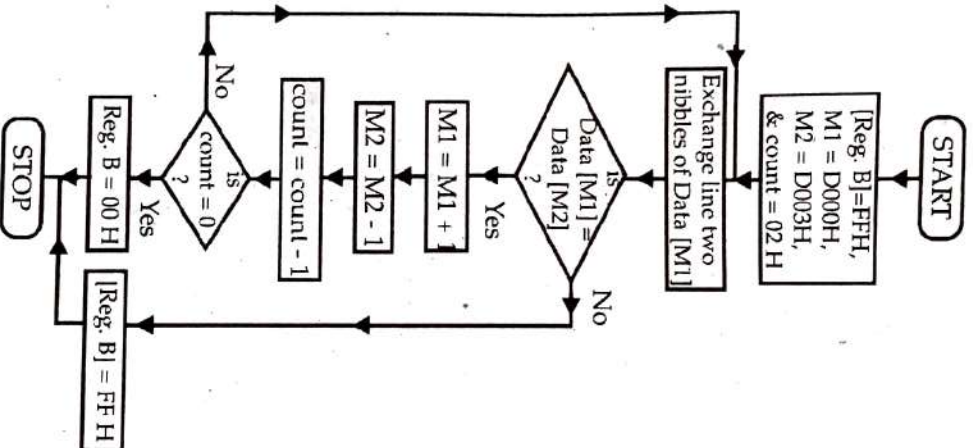 START
[Reg. B]=FFH,
M1 = D000H,
M2 = D003H,
& count = 02 H
Exchange line two
nibbles of Data [M1]
is
Data [M1] =
Data [M2]
?
No
Yes
M1 = M1 + 1
M2 = M2 - 1
count = count - 1
is
count = 0
?
No
Yes
Reg. B = 00 H
[Reg. B] = FF H
STOP